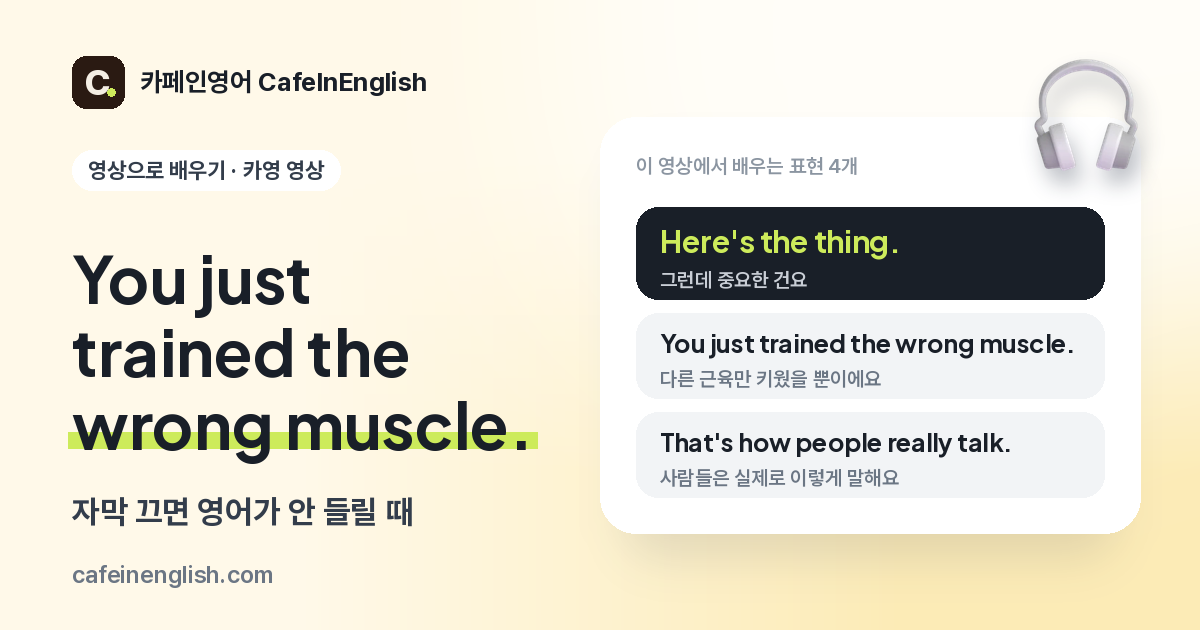 C.
카페인영어 CafeInEnglish
영상으로 배우기 · 카영 영상
You just
trained the
wrong muscle.
자막 끄면 영어가 안 들릴 때
cafeinenglish.com
이 영상에서 배우는 표현 4개
Here's the thing.
그런데 중요한 건요
You just trained the wrong muscle.
다른 근육만 키웠을 뿐이에요
That's how people really talk.
사람들은 실제로 이렇게 말해요